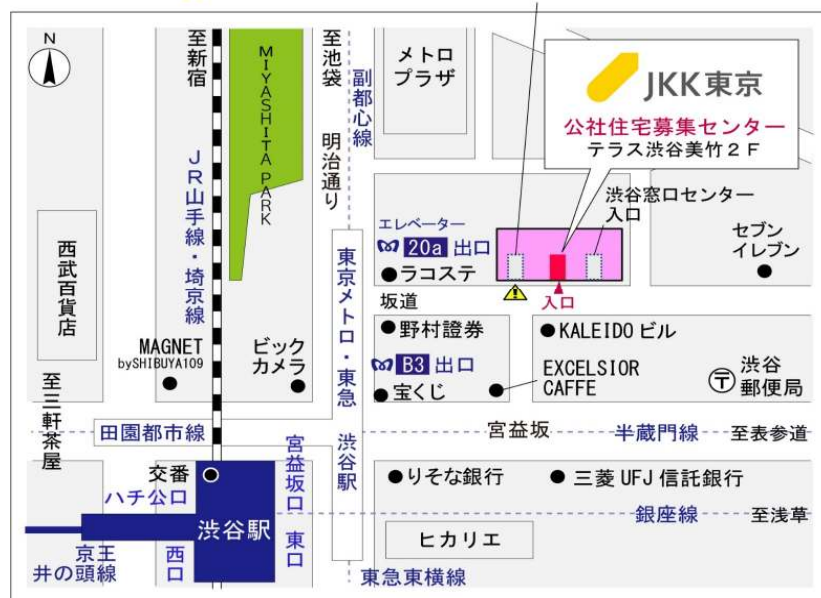 N
至新宿
MIYASHITA PARK
至池袋
副都心線
明治通り
メトロ
プラザ
JKK東京
公社住宅募集センター
テラス渋谷美竹2F
渋谷窓口センター
入口
セブン
イレブン
JR山手線・埼京線
西武百貨店
エレベーター
20a 出口
ラコステ
入口
坂道
東京メトロ・東急
渋谷駅
MAGNET
bySHIBUYA109
ビック
カメラ
野村證券
B3 出口
宝くじ
KALEIDOビル
EXCELSIOR
CAFFE
渋谷
郵便局
至三軒茶屋
田園都市線
宮益坂
半蔵門線
至表参道
交番
ハチ公口
宮益坂口
渋谷駅
りそな銀行
三菱UFJ信託銀行
銀座線
至浅草
京王
井の頭線
西口
東口
ヒカリエ
東急東横線